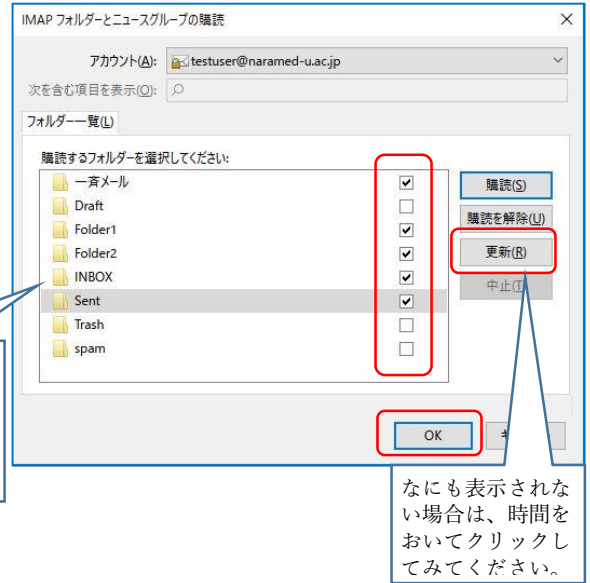 IMAP フォルダーとニュースグループの購読
アカウント(A): testuser@naramed-u.ac.jp
次を含む項目を表示(O):
フォルダー一覧(L)
購読するフォルダーを選択してください:
一斉メール
Draft
Folder1
Folder2
INBOX
Sent
Trash
spam
購読(S)
購読を解除(U)
更新(R)
中止(T)
OK
なにも表示されな
い場合は、時間を
おいてクリックし
てみてください。